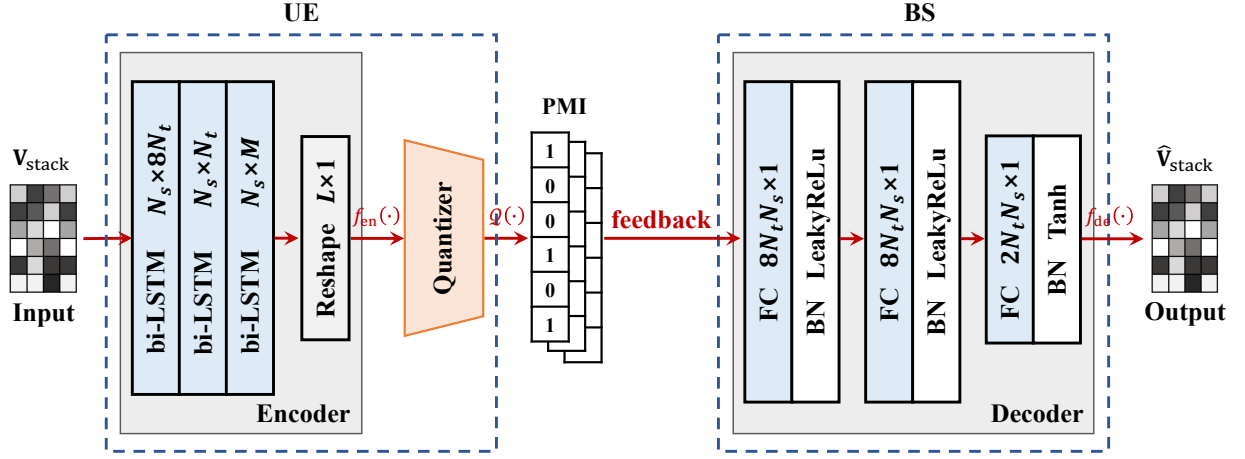 UE
BS
V_stack
Input
bi-LSTM N_s×8N_t
bi-LSTM N_s×N_t
bi-LSTM N_s×M
Reshape L×1
Encoder
f_en(·)
Quantizer
𝒬(·)
PMI
1
0
0
1
0
1
feedback
FC 8N_tN_s×1
BN LeakyReLu
FC 8N_tN_s×1
BN LeakyReLu
FC 2N_tN_s×1
BN Tanh
Decoder
f_de(·)
V̂_stack
Output